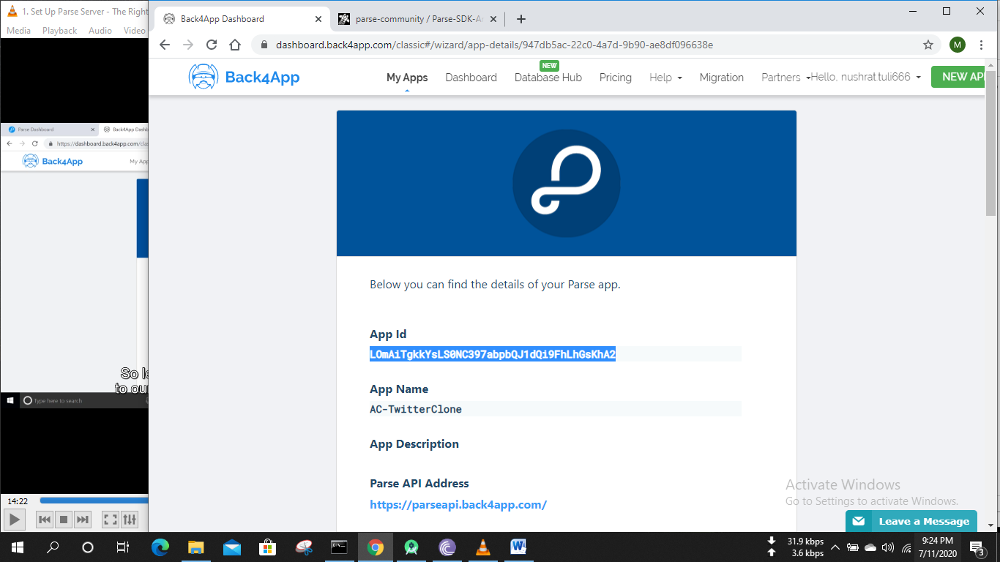 1. Set Up Parse Server - The Right
Media Playback Audio Video
Parse Dashboard
Back4App Dashb
https://dashboard.back4app.com/cla
Back4App
My App
So le
to our
Type here to search
14:22
Back4App Dashboard
parse-community / Parse-SDK-A
dashboard.back4app.com/classic#/wizard/app-details/947db5ac-22c0-4a7d-9b90-ae8df096638e
M
Back4App
My Apps Dashboard NEW Database Hub Pricing Help Migration Partners Hello, nushrat.tuli666 NEW AP
Below you can find the details of your Parse app.
App Id
LOmAiTgkkYsLS0NC397abpbQJ1dQi9FhLhGsKhA2
App Name
AC-TwitterClone
App Description
Parse API Address
https://parseapi.back4app.com/
Activate Windows
Go to Settings to activate Windows.
Leave a Message
31.9 kbps
3.6 kbps
9:24 PM
7/11/2020
3